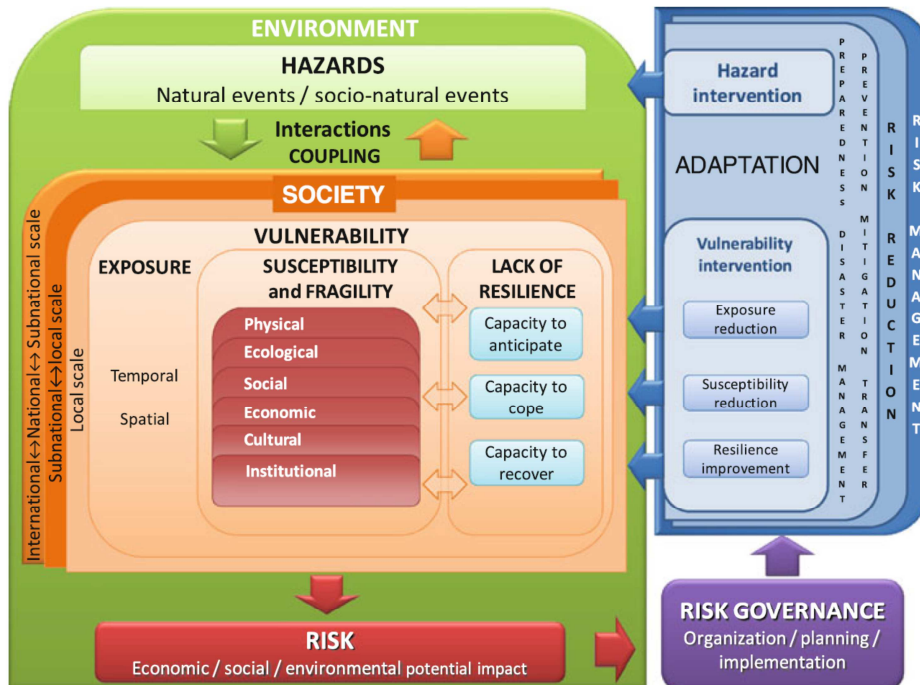 ENVIRONMENT
HAZARDS
Natural events / socio-natural events
Interactions
COUPLING
SOCIETY
International↔National↔ Subnational scale
Subnational↔local scale
Local scale
VULNERABILITY
EXPOSURE
Temporal
Spatial
SUSCEPTIBILITY
and FRAGILITY
Physical
Ecological
Social
Economic
Cultural
Institutional
LACK OF
RESILIENCE
Capacity to
anticipate
Capacity to
cope
Capacity to
recover
RISK
Economic / social / environmental potential impact
Hazard
intervention
ADAPTATION
Vulnerability
intervention
Exposure
reduction
Susceptibility
reduction
Resilience
improvement
PREPAREDNESS DISASTER MANAGEMENT
PREVENTION MITIGATION TRANSFER
RISK REDUCTION
RISK MANAGEMENT
RISK GOVERNANCE
Organization / planning /
implementation